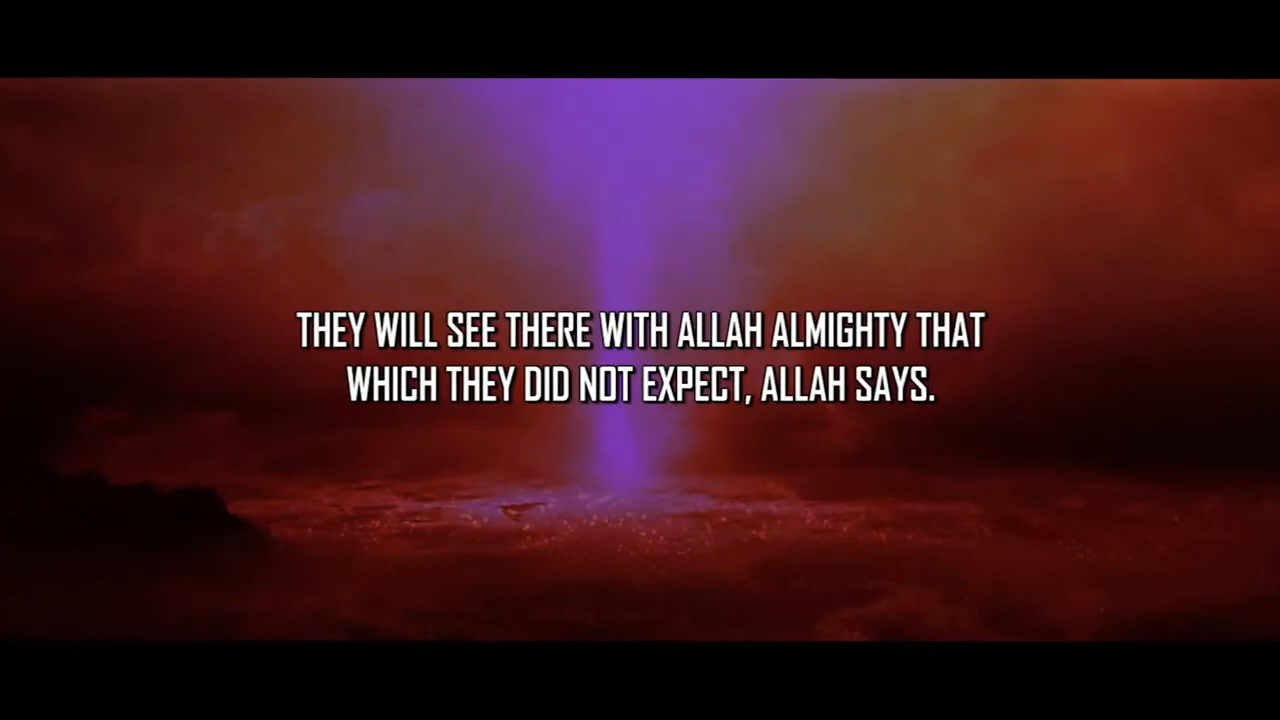 THEY WILL SEE THERE WITH ALLAH ALMIGHTY THAT
WHICH THEY DID NOT EXPECT, ALLAH SAYS.